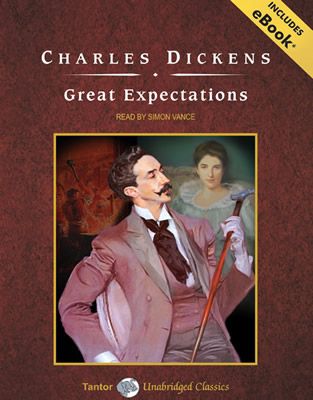 INCLUDES
eBook*
CHARLES DICKENS
Great Expectations
READ BY SIMON VANCE
Tantor Unabridged Classics